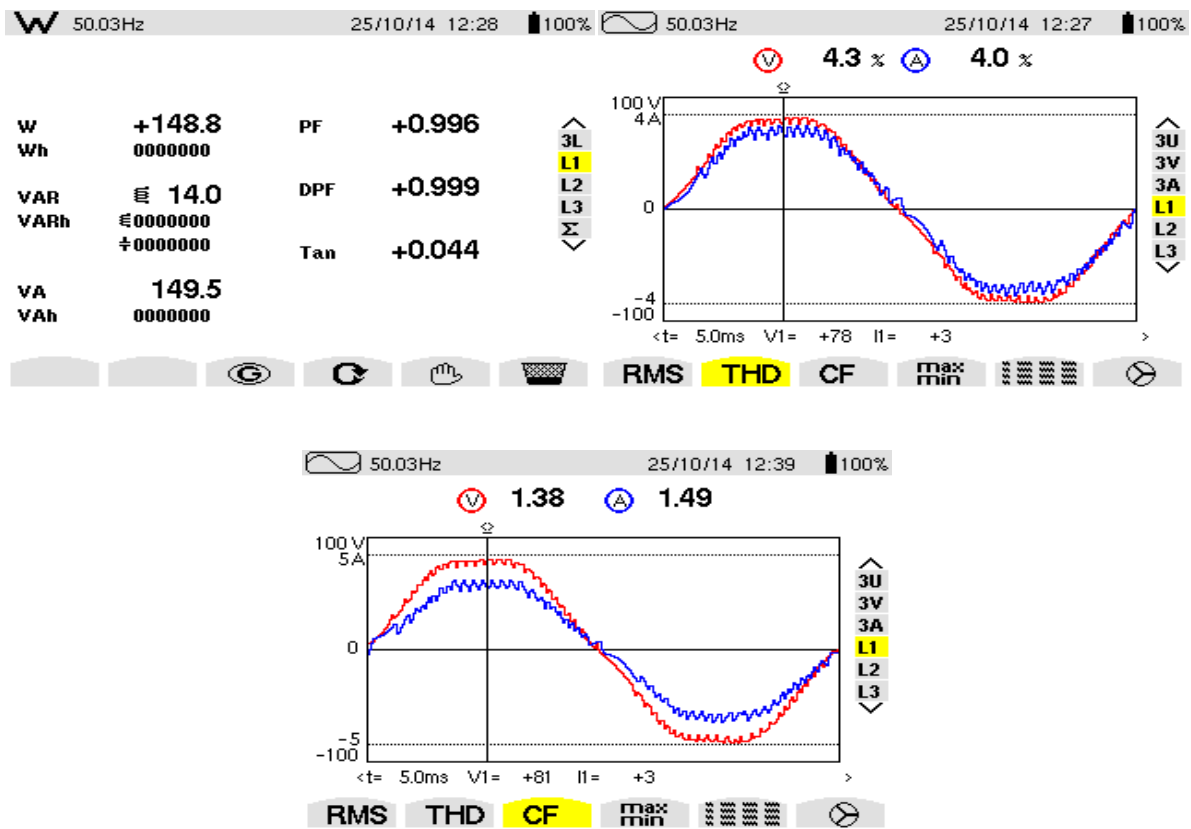 W 50.03Hz 25/10/14 12:28 100%
W +148.8 PF +0.996
Wh 0000000
3L
L1
VAR 14.0 DPF +0.999
L2
VARh 0000000
L3
÷0000000
Σ
Tan +0.044
VA 149.5
VAh 0000000
50.03Hz 25/10/14 12:27 100%
V 4.3 % A 4.0 %
100 V
4 A
3U
3V
3A
0
L1
L2
L3
-4
-100
<t= 5.0ms V1= +78 I1= +3 >
RMS THD CF max min
50.03Hz 25/10/14 12:39 100%
V 1.38 A 1.49
100 V
5 A
3U
3V
3A
0
L1
L2
L3
-5
-100
<t= 5.0ms V1= +81 I1= +3 >
RMS THD CF max min